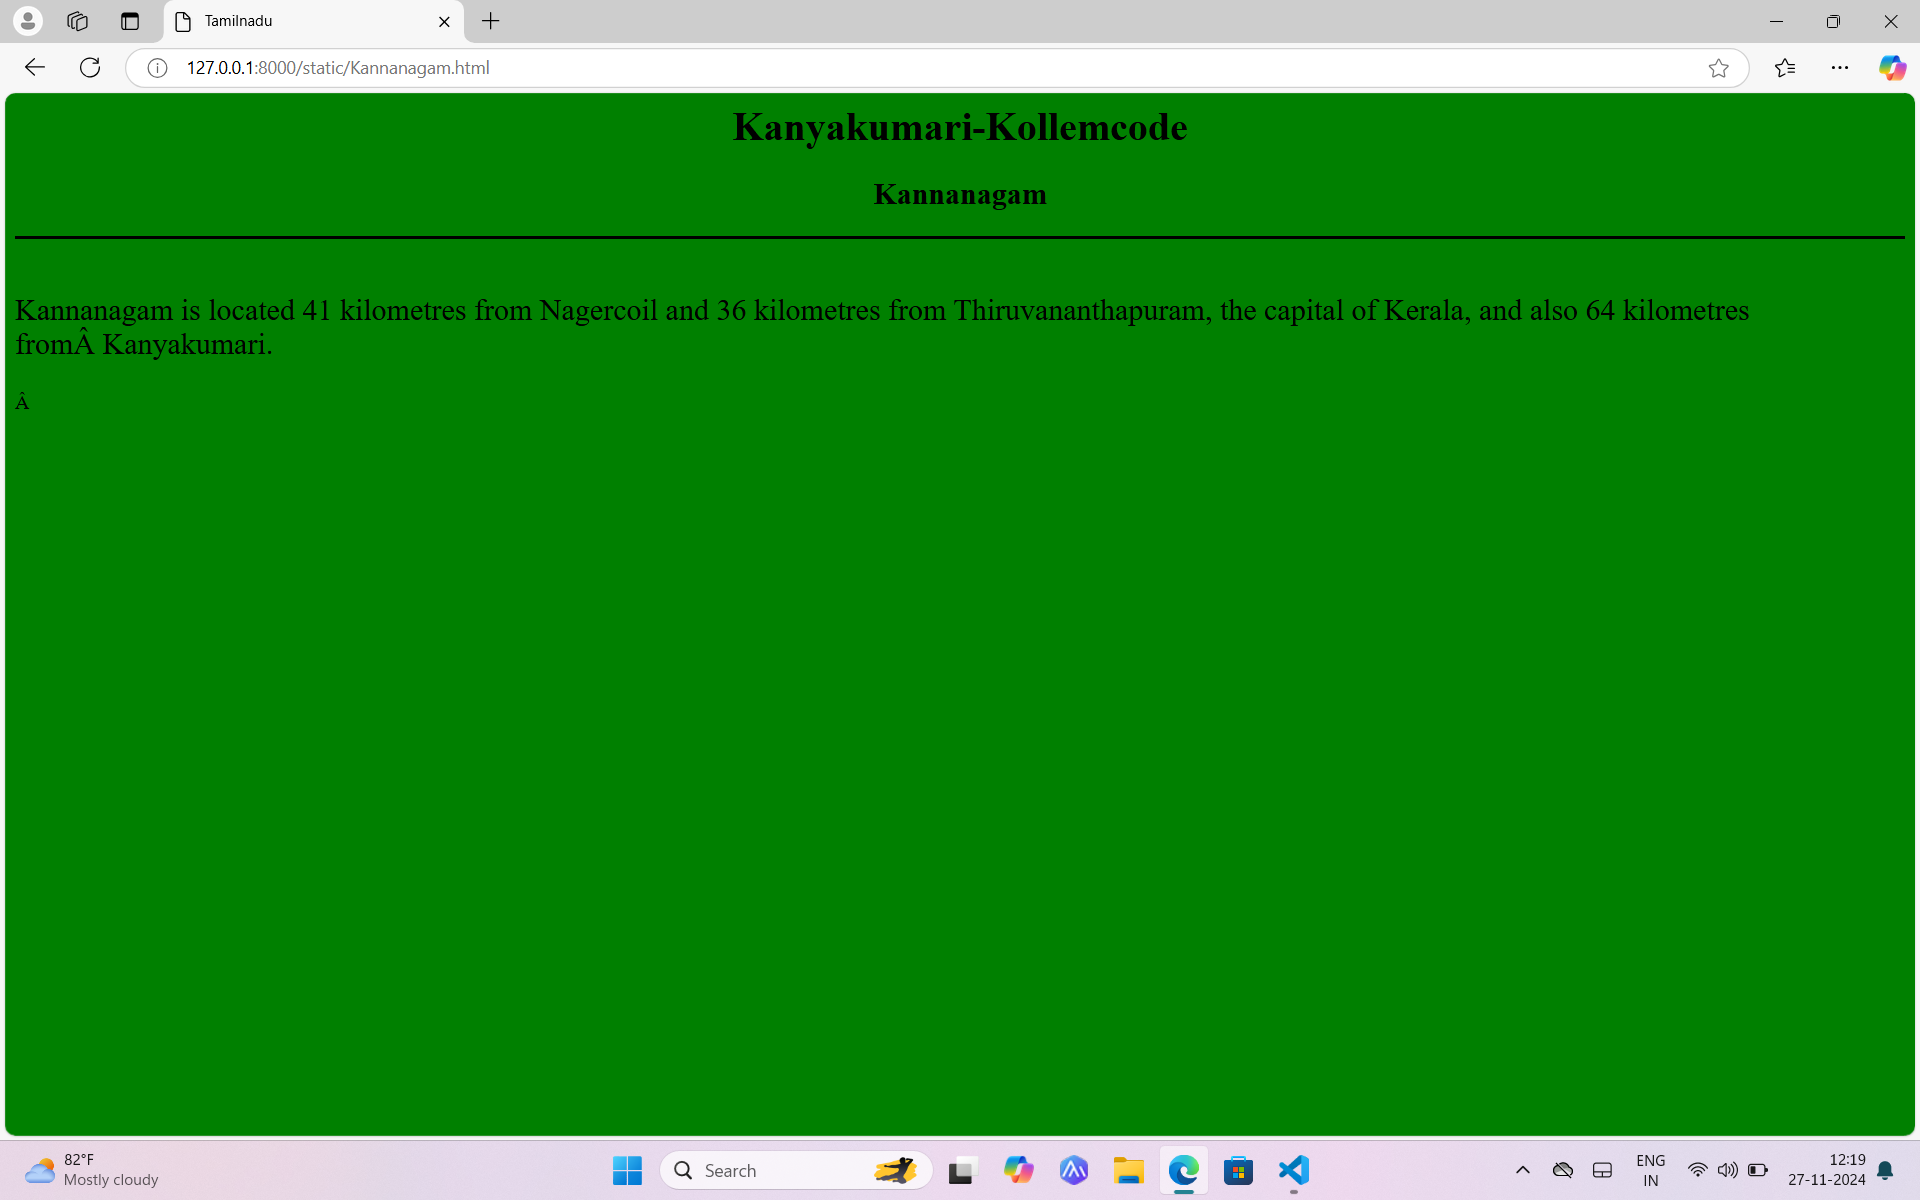 Tamilnadu
127.0.0.1:8000/static/Kannanagam.html
Kanyakumari-Kollemcode
Kannanagam
Kannanagam is located 41 kilometres from Nagercoil and 36 kilometres from Thiruvananthapuram, the capital of Kerala, and also 64 kilometres
fromÂ Kanyakumari.
Â
82°F
Mostly cloudy
Search
ENG
IN
12:19
27-11-2024